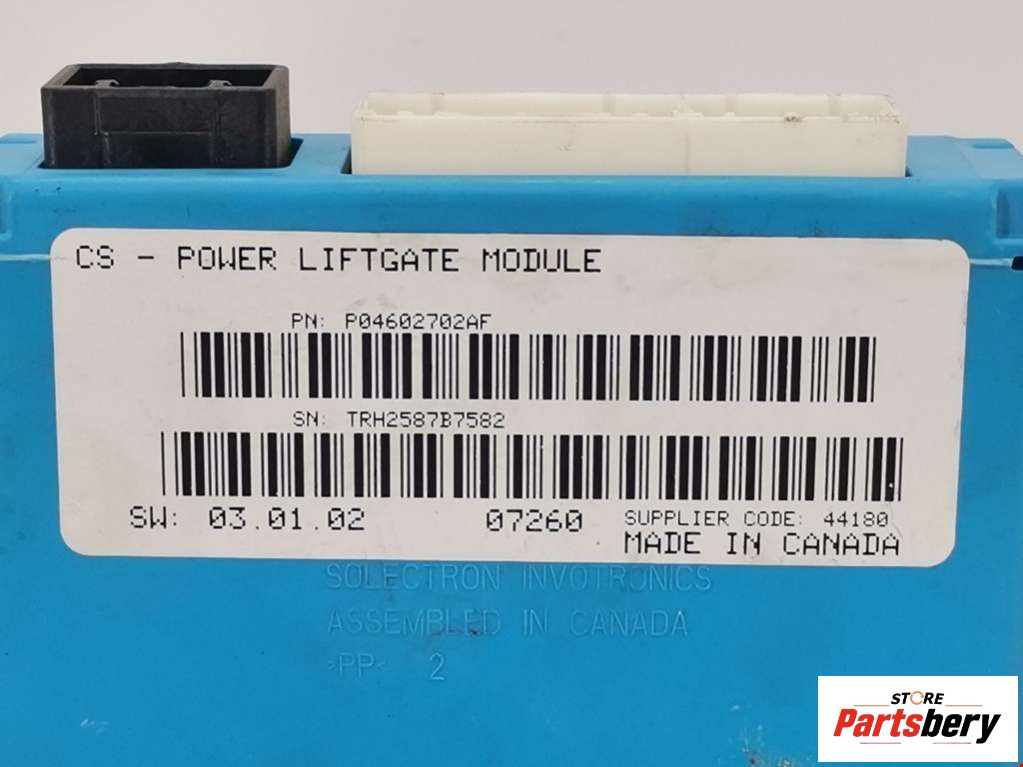 CS - POWER LIFTGATE MODULE
PN: P04602702AF
SN: TRH2587B7582
SW: 03.01.02 07260 SUPPLIER CODE: 44180
MADE IN CANADA
SOLECTRON INVOTRONICS
ASSEMBLED IN CANADA
>PP< 2
STORE
Partsbery